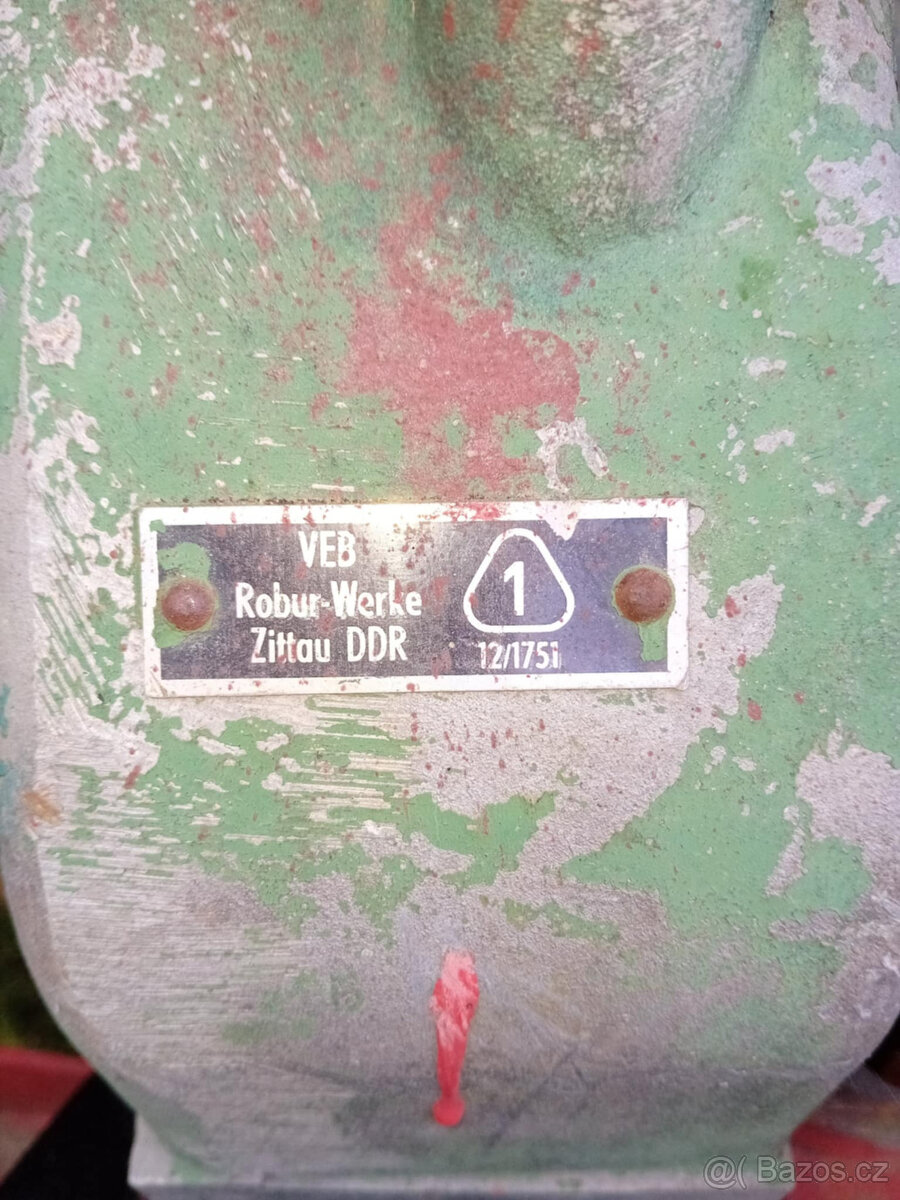 VEB
Robur-Werke
Zittau DDR
1
12/1751
@( Bazos.cz